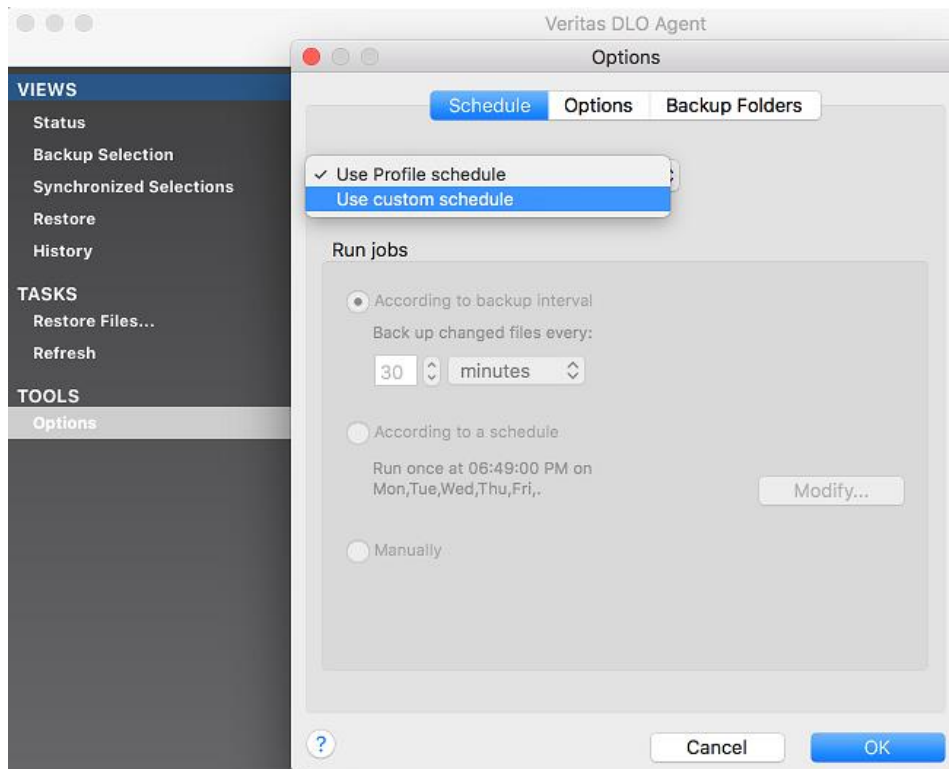 Veritas DLO Agent
VIEWS
Status
Backup Selection
Synchronized Selections
Restore
History
TASKS
Restore Files...
Refresh
TOOLS
Options
Options
Schedule
Options
Backup Folders
✓ Use Profile schedule
Use custom schedule
Run jobs
According to backup interval
Back up changed files every:
30
minutes
According to a schedule
Run once at 06:49:00 PM on
Mon,Tue,Wed,Thu,Fri,.
Modify...
Manually
?
Cancel
OK